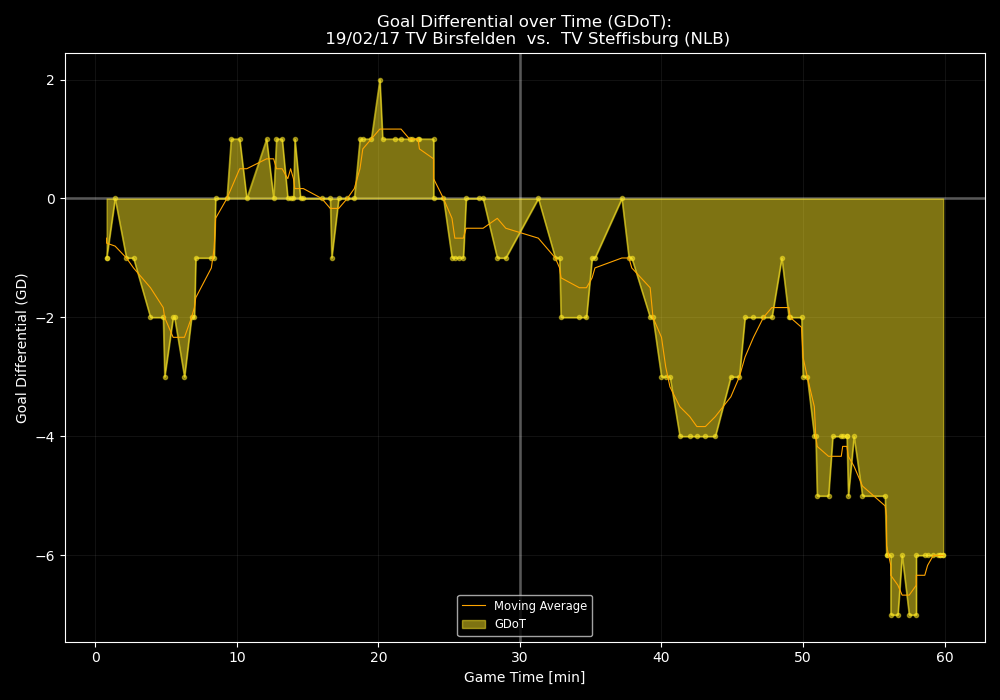 Goal Differential over Time (GDoT):
19/02/17 TV Birsfelden  vs.  TV Steffisburg (NLB)
Goal Differential (GD)
2
0
−2
−4
−6
Moving Average
GDoT
0 10 20 30 40 50 60
Game Time [min]